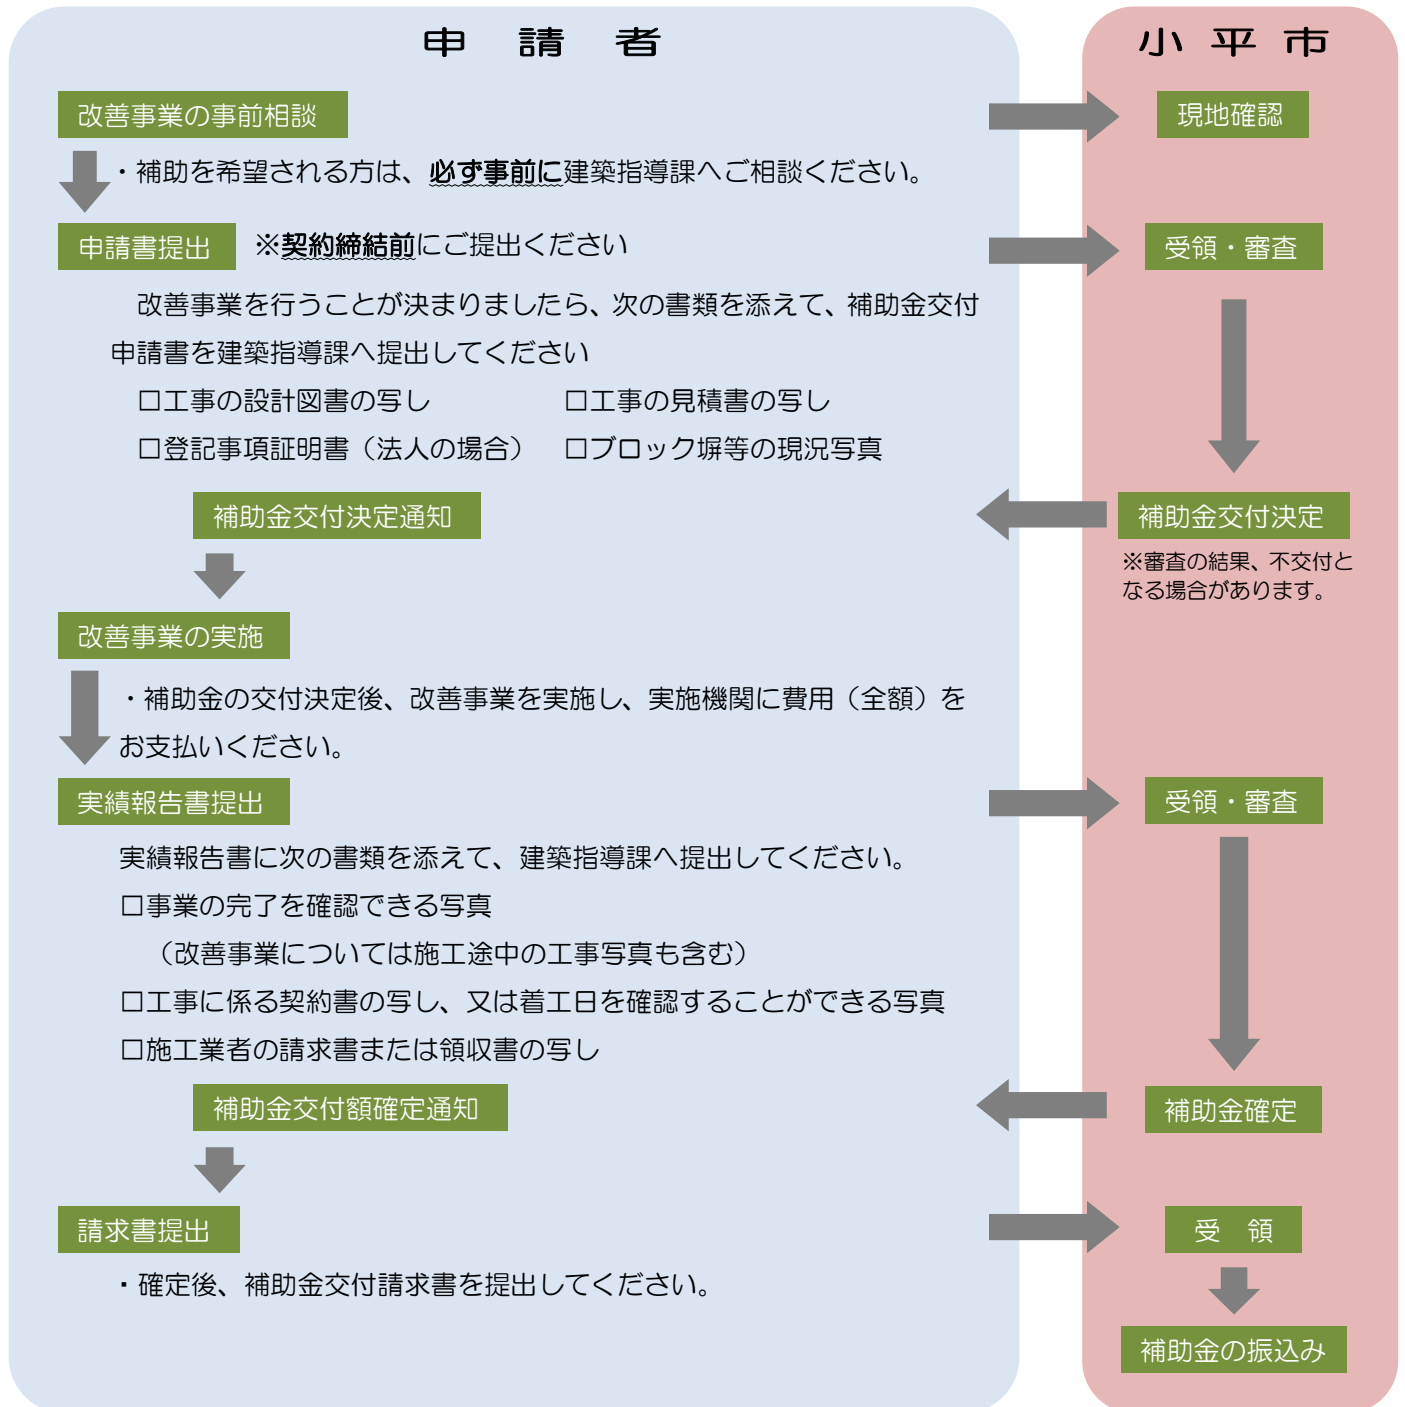 申請者
小平市
改善事業の事前相談
現地確認
・補助を希望される方は、必ず事前に建築指導課へご相談ください。
申請書提出
※契約締結前にご提出ください
受領・審査
改善事業を行うことが決まりましたら、次の書類を添えて、補助金交付
申請書を建築指導課へ提出してください
□工事の設計図書の写し
□工事の見積書の写し
□登記事項証明書（法人の場合）
□ブロック塀等の現況写真
補助金交付決定通知
補助金交付決定
※審査の結果、不交付と
なる場合があります。
改善事業の実施
・補助金の交付決定後、改善事業を実施し、実施機関に費用（全額）を
お支払いください。
実績報告書提出
受領・審査
実績報告書に次の書類を添えて、建築指導課へ提出してください。
□事業の完了を確認できる写真
（改善事業については施工途中の工事写真も含む）
□工事に係る契約書の写し、又は着工日を確認することができる写真
□施工業者の請求書または領収書の写し
補助金交付額確定通知
補助金確定
請求書提出
受　領
・確定後、補助金交付請求書を提出してください。
補助金の振込み